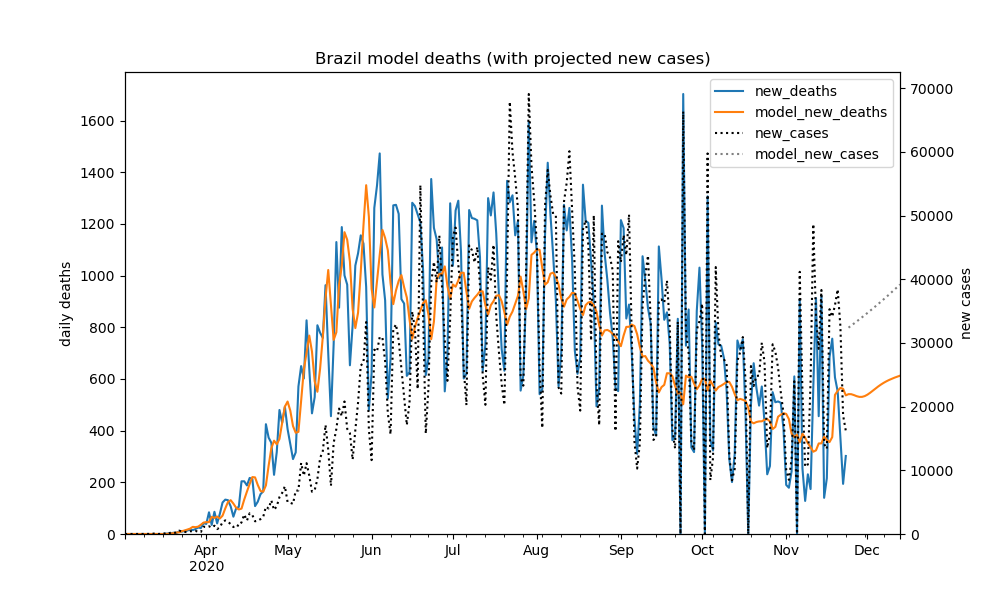 Brazil model deaths (with projected new cases)
new_deaths
model_new_deaths
new_cases
model_new_cases
daily deaths
0
200
400
600
800
1000
1200
1400
1600
new cases
0
10000
20000
30000
40000
50000
60000
70000
Apr
2020
May
Jun
Jul
Aug
Sep
Oct
Nov
Dec